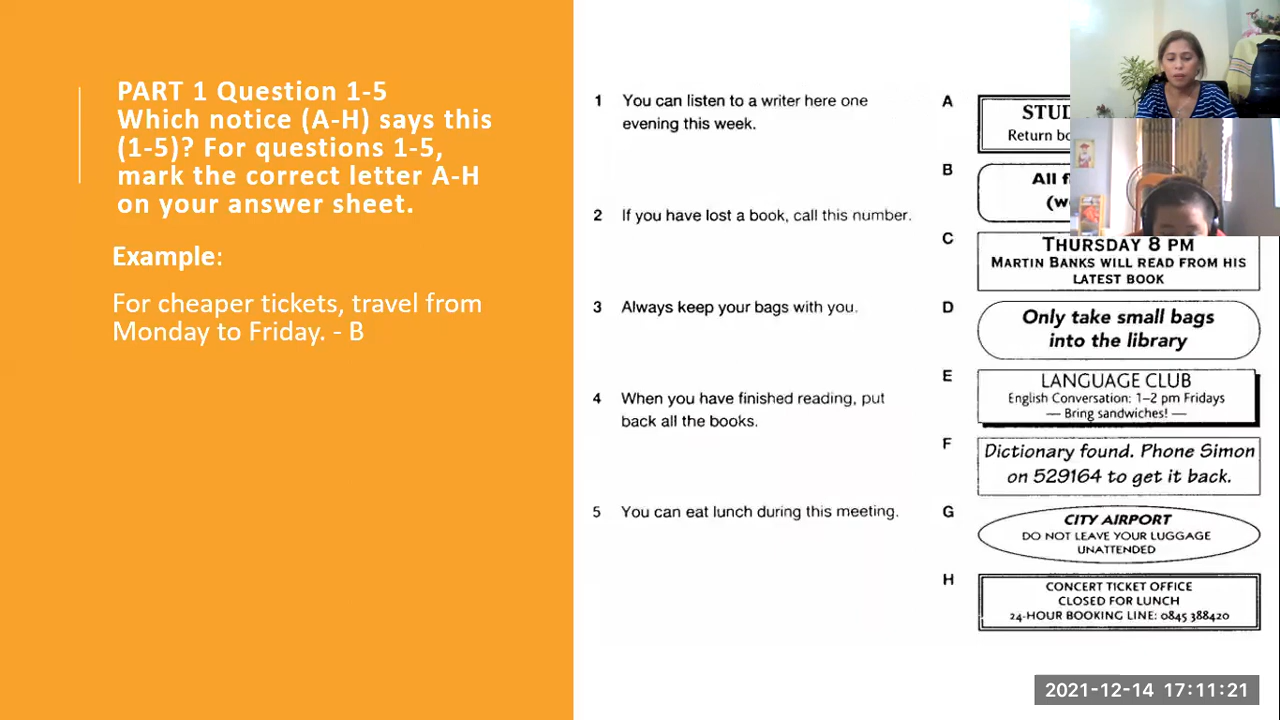 PART 1 Question 1-5
Which notice (A-H) says this
(1-5)? For questions 1-5,
mark the correct letter A-H
on your answer sheet.
Example:
For cheaper tickets, travel from
Monday to Friday. - B
1 You can listen to a writer here one
evening this week.
2 If you have lost a book, call this number.
3 Always keep your bags with you.
4 When you have finished reading, put
back all the books.
5 You can eat lunch during this meeting.
A
Return
B
All
C
THURSDAY 8 PM
MARTIN BANKS WILL READ FROM HIS
LATEST BOOK
D
Only take small bags
into the library
E
LANGUAGE CLUB
English Conversation: 1–2 pm Fridays
— Bring sandwiches! —
F
Dictionary found. Phone Simon
on 529164 to get it back.
G
CITY AIRPORT
DO NOT LEAVE YOUR LUGGAGE
UNATTENDED
H
CONCERT TICKET OFFICE
CLOSED FOR LUNCH
24-HOUR BOOKING LINE: 0845 388420
2021-12-14 17:11:21